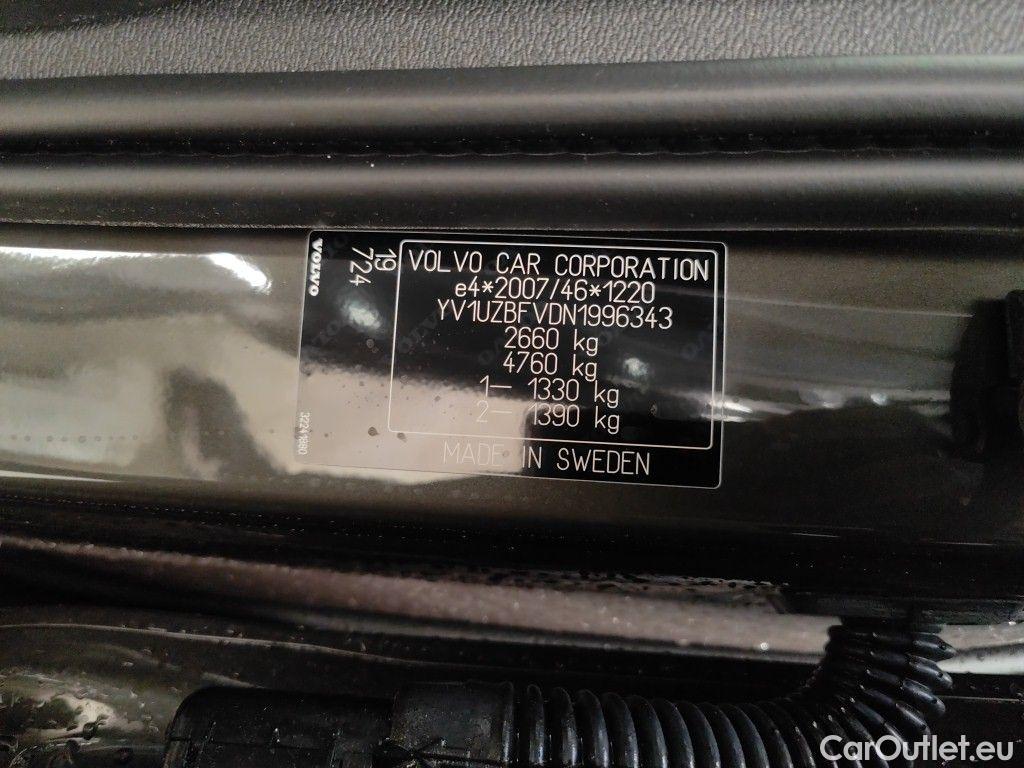 VOLVO
19
724
VOLVO CAR CORPORATION
e4*2007/46*1220
YV1UZBFVDN1996343
2660 kg
4760 kg
1– 1330 kg
2– 1390 kg
MADE IN SWEDEN
CarOutlet.eu